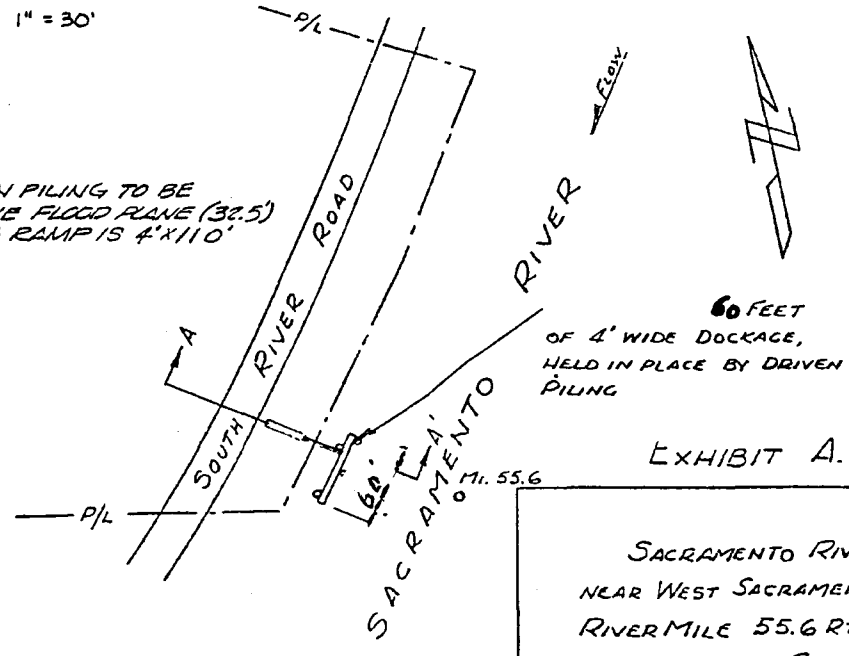 1" = 30'
P/L
FLOW
N PILING TO BE
E FLOOD PLANE (32.5')
RAMP IS 4'X110'
SOUTH RIVER ROAD
SACRAMENTO RIVER
60 FEET
OF 4' WIDE DOCKAGE,
HELD IN PLACE BY DRIVEN
PILING
A
A'
60'
MI. 55.6
P/L
EXHIBIT A.
SACRAMENTO RIV
NEAR WEST SACRAMEN
RIVER MILE 55.6 RT